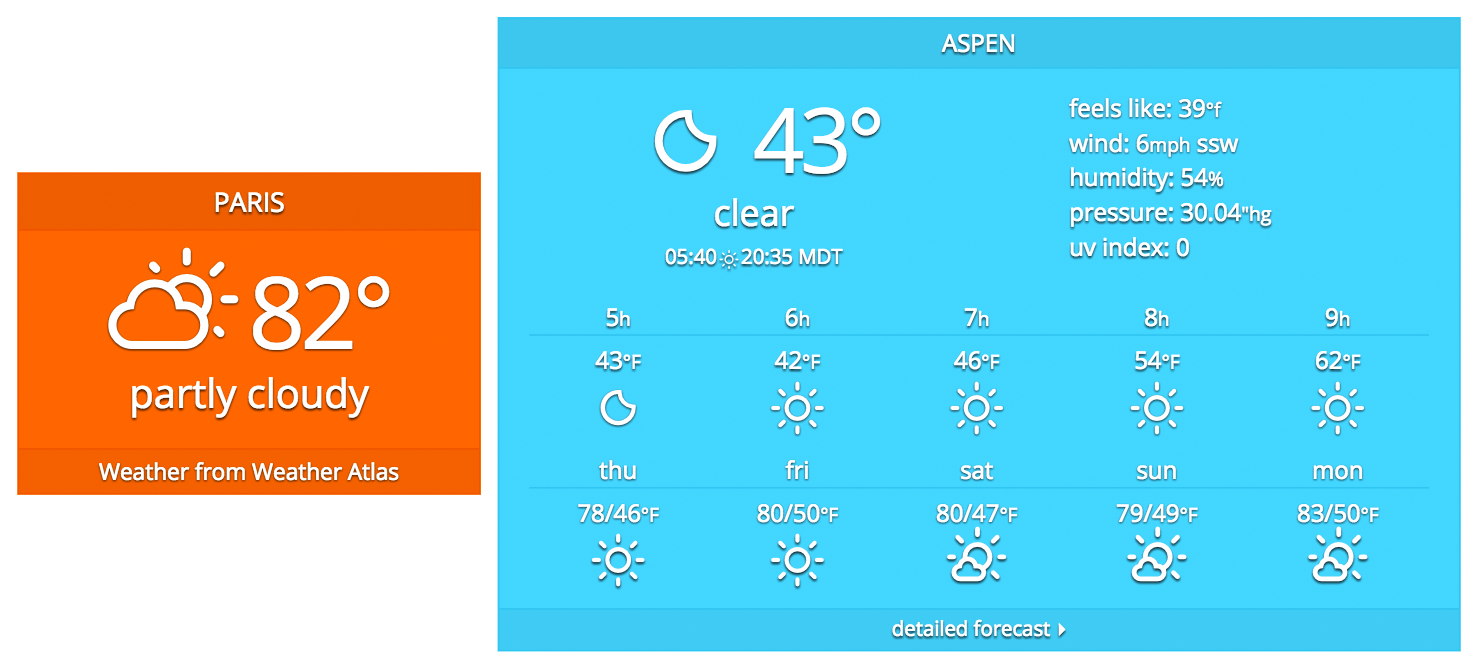 PARIS
82°
partly cloudy
Weather from Weather Atlas
ASPEN
43°
clear
05:40 20:35 MDT
feels like: 39°f
wind: 6mph ssw
humidity: 54%
pressure: 30.04"hg
uv index: 0
5h 6h 7h 8h 9h
43°F 42°F 46°F 54°F 62°F
thu fri sat sun mon
78/46°F 80/50°F 80/47°F 79/49°F 83/50°F
detailed forecast